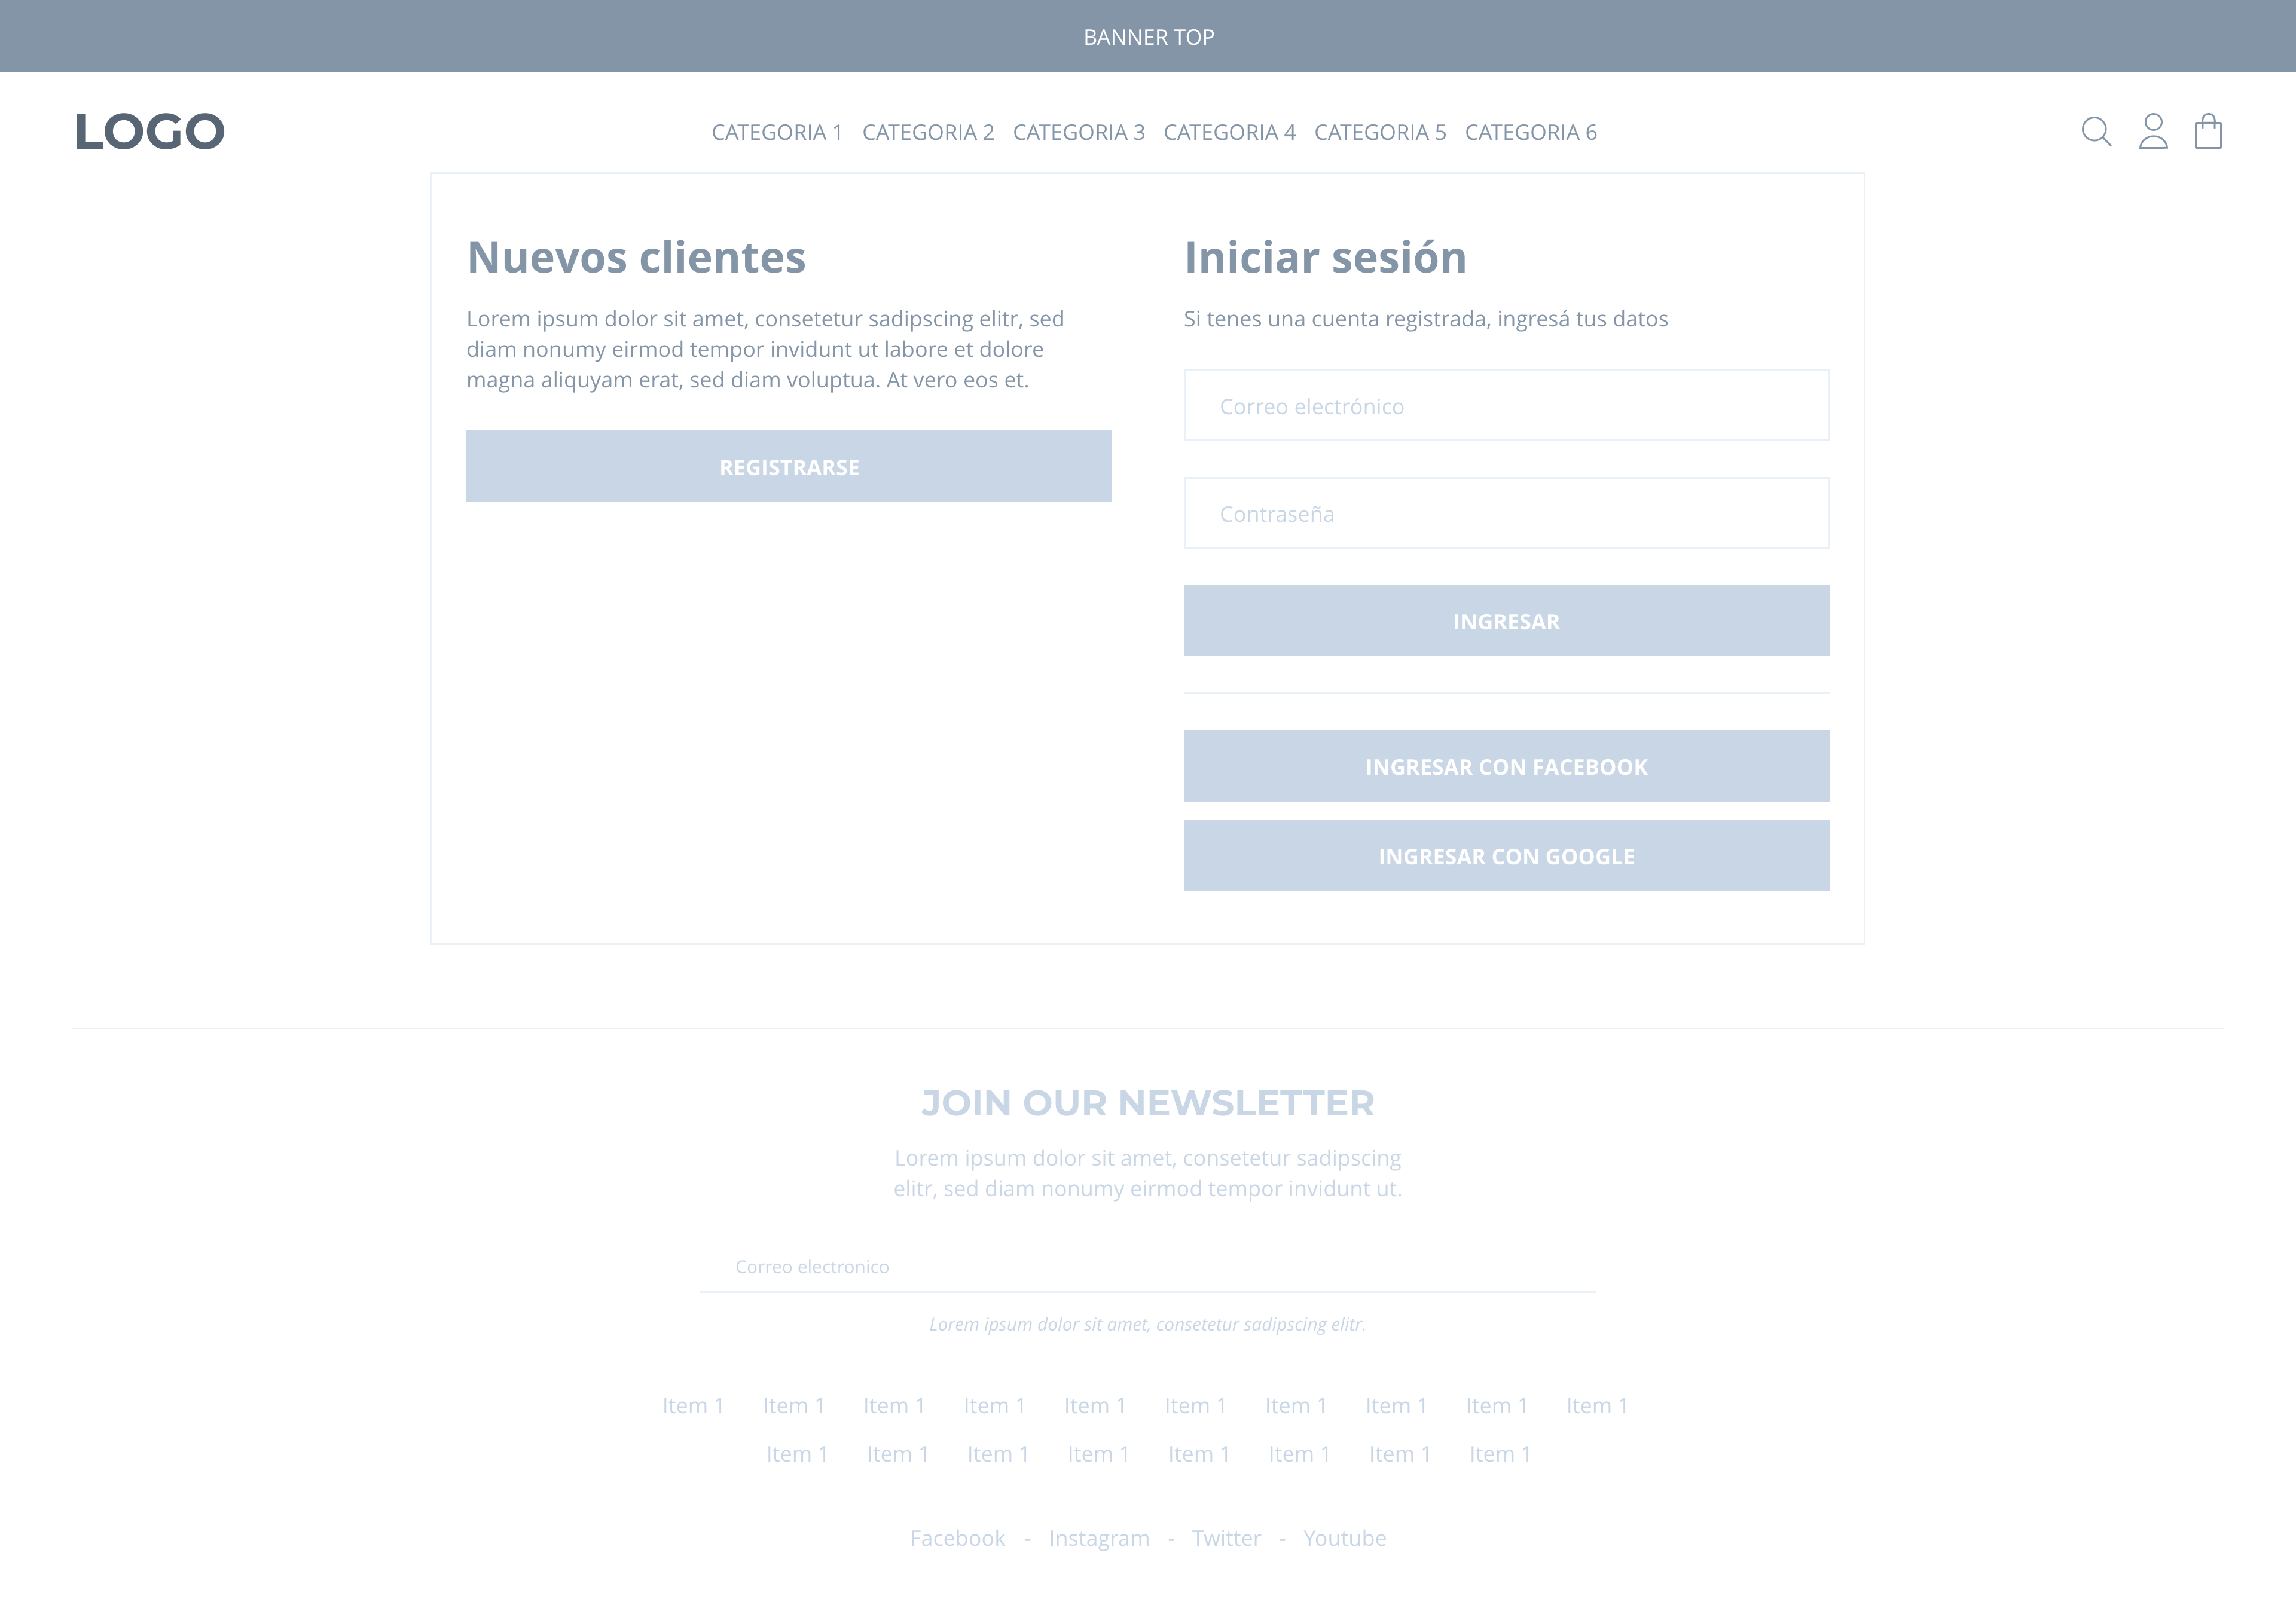 BANNER TOP
LOGO
CATEGORIA 1 CATEGORIA 2 CATEGORIA 3 CATEGORIA 4 CATEGORIA 5 CATEGORIA 6
Nuevos clientes
Lorem ipsum dolor sit amet, consetetur sadipscing elitr, sed
diam nonumy eirmod tempor invidunt ut labore et dolore
magna aliquyam erat, sed diam voluptua. At vero eos et.
REGISTRARSE
Iniciar sesión
Si tenes una cuenta registrada, ingresá tus datos
Correo electrónico
Contraseña
INGRESAR
INGRESAR CON FACEBOOK
INGRESAR CON GOOGLE
JOIN OUR NEWSLETTER
Lorem ipsum dolor sit amet, consetetur sadipscing
elitr, sed diam nonumy eirmod tempor invidunt ut.
Correo electronico
Lorem ipsum dolor sit amet, consetetur sadipscing elitr.
Item 1 Item 1 Item 1 Item 1 Item 1 Item 1 Item 1 Item 1 Item 1 Item 1
Item 1 Item 1 Item 1 Item 1 Item 1 Item 1 Item 1 Item 1
Facebook - Instagram - Twitter - Youtube